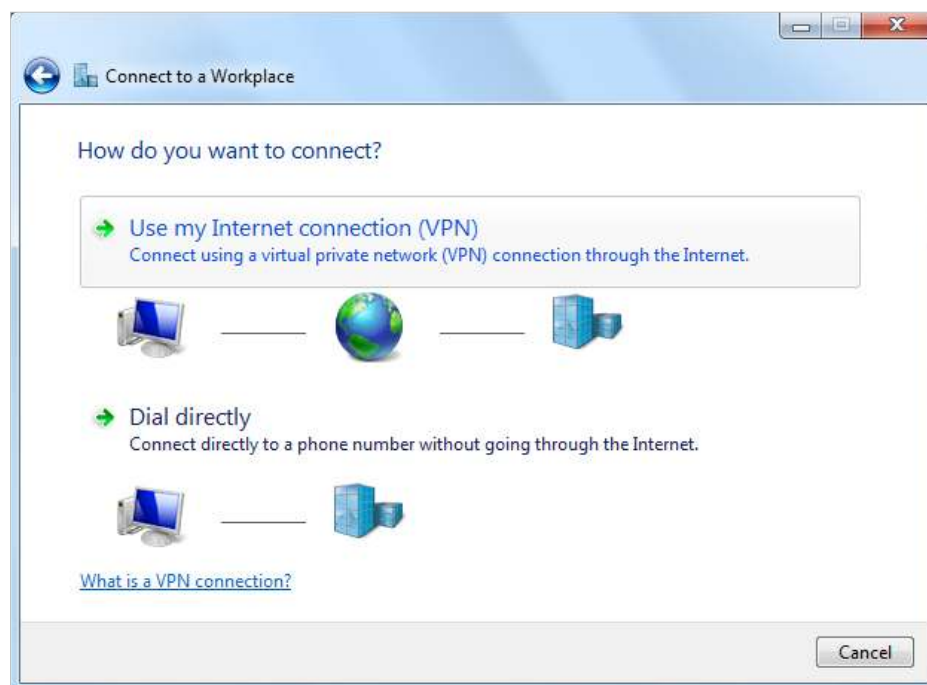 Connect to a Workplace
How do you want to connect?
Use my Internet connection (VPN)
Connect using a virtual private network (VPN) connection through the Internet.
Dial directly
Connect directly to a phone number without going through the Internet.
What is a VPN connection?
Cancel